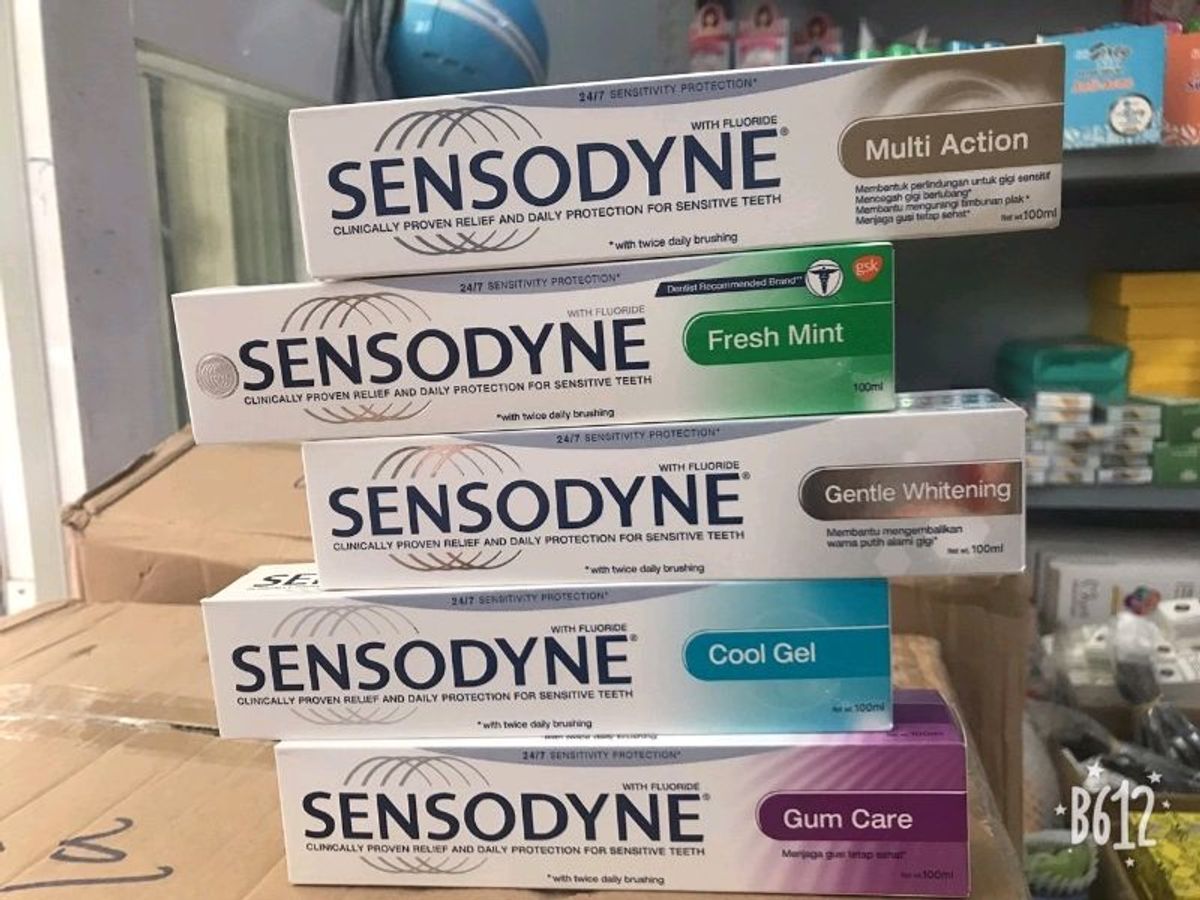 24/7 SENSITIVITY PROTECTION*
WITH FLUORIDE
SENSODYNE®
CLINICALLY PROVEN RELIEF AND DAILY PROTECTION FOR SENSITIVE TEETH
*with twice daily brushing
Multi Action
Membantuk perlindungan untuk gigi sensitif
Mencegah gigi berlubang*
Membantu mengurangi timbunan plak*
Menjaga gusi tetap sehat*
Net wt. 100ml
24/7 SENSITIVITY PROTECTION*
Dentist Recommended Brand**
gsk
WITH FLUORIDE
SENSODYNE
CLINICALLY PROVEN RELIEF AND DAILY PROTECTION FOR SENSITIVE TEETH
*with twice daily brushing
Fresh Mint
100ml
24/7 SENSITIVITY PROTECTION*
WITH FLUORIDE
SENSODYNE®
CLINICALLY PROVEN RELIEF AND DAILY PROTECTION FOR SENSITIVE TEETH
*with twice daily brushing
Gentle Whitening
Membantu mengembalikan
warna putih alami gigi*
Net wt. 100ml
SE
24/7 SENSITIVITY PROTECTION*
WITH FLUORIDE
SENSODYNE®
CLINICALLY PROVEN RELIEF AND DAILY PROTECTION FOR SENSITIVE TEETH
*with twice daily brushing
Cool Gel
Net wt. 100ml
24/7 SENSITIVITY PROTECTION*
WITH FLUORIDE
SENSODYNE®
CLINICALLY PROVEN RELIEF AND DAILY PROTECTION FOR SENSITIVE TEETH
*with twice daily brushing
Gum Care
Menjaga gusi tetap sehat*
Net wt. 100ml
B612